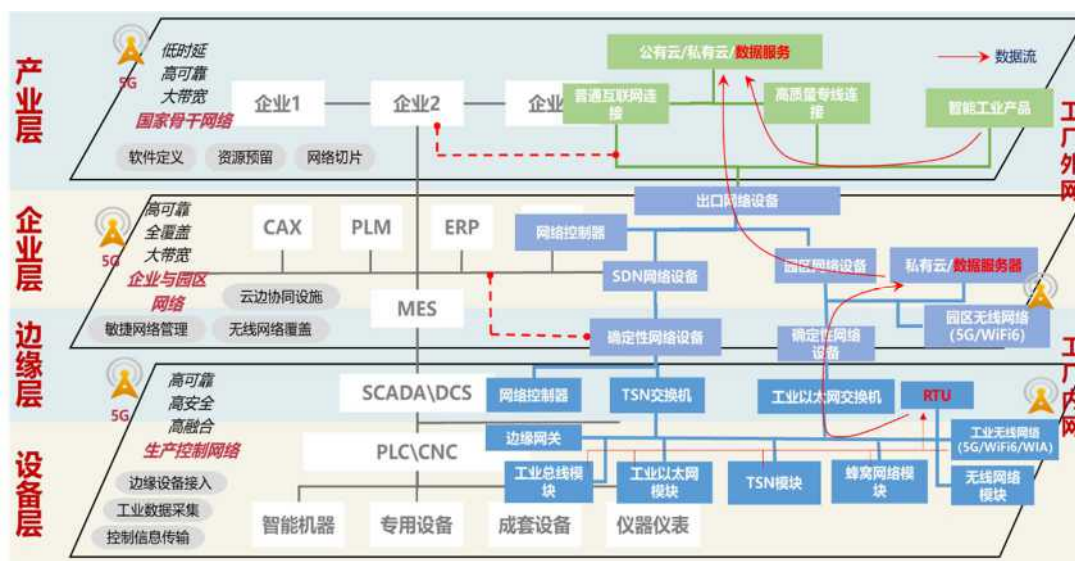 产业层
5G
低时延
高可靠
大带宽
国家骨干网络
软件定义
资源预留
网络切片
企业1
企业2
企业
公有云/私有云/数据服务
普通互联网连
接
高质量专线连
接
智能工业产品
数据流
工厂外网
企业层
5G
高可靠
全覆盖
大带宽
企业与园区
网络
云边协同设施
敏捷网络管理
无线网络覆盖
CAX
PLM
ERP
MES
出口网络设备
网络控制器
SDN网络设备
园区网络设备
私有云/数据服务器
园区无线网络
(5G/WiFi6)
边缘层
确定性网络设备
确定性网络
设备
工厂内网
5G
高可靠
高安全
高融合
生产控制网络
SCADA\DCS
网络控制器
TSN交换机
工业以太网交换机
RTU
设备层
PLC\CNC
边缘网关
工业无线网络
(5G/WiFi6/WIA)
边缘设备接入
工业数据采集
控制信息传输
工业总线模
块
工业以太网
模块
TSN模块
蜂窝网络模
块
无线网络
模块
智能机器
专用设备
成套设备
仪器仪表